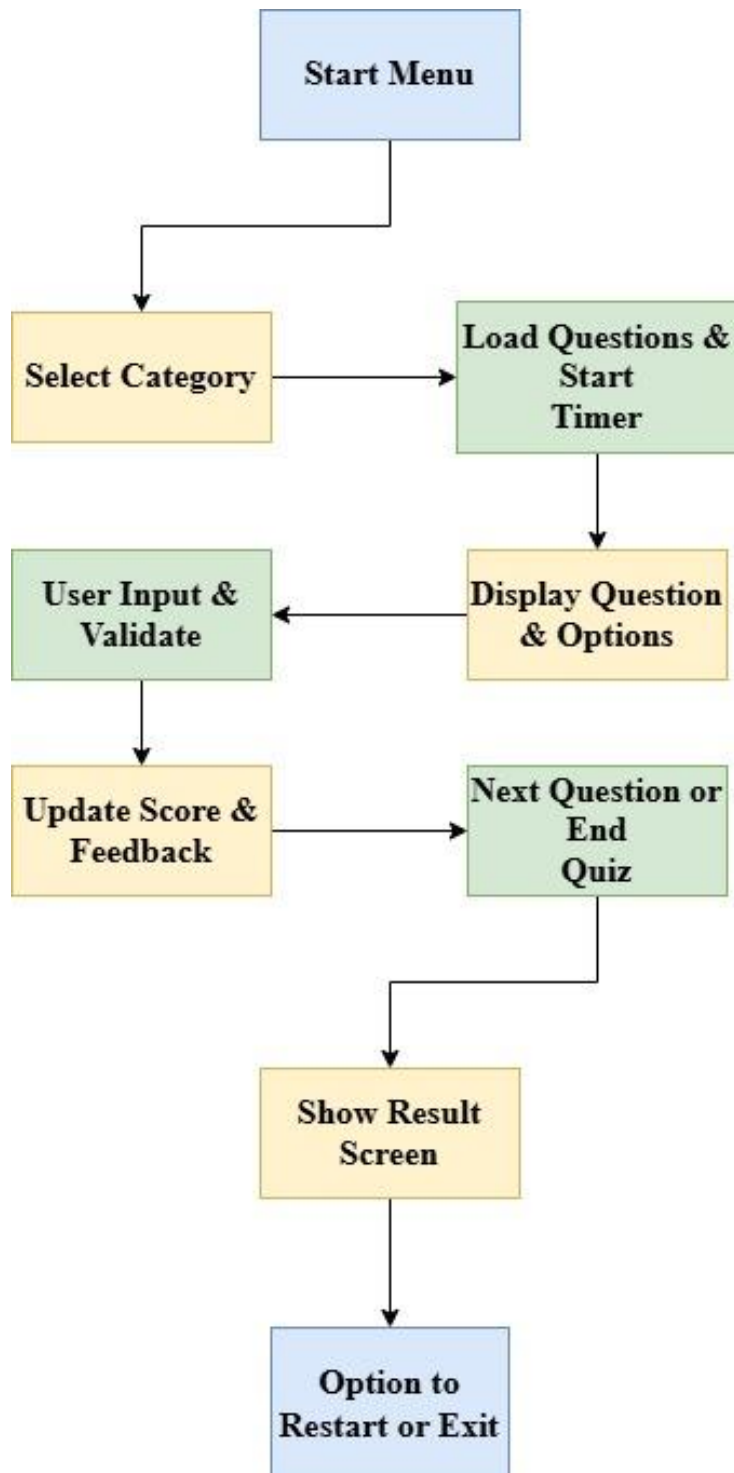 Start Menu
Select Category
Load Questions &
Start
Timer
User Input &
Validate
Display Question
& Options
Update Score &
Feedback
Next Question or
End
Quiz
Show Result
Screen
Option to
Restart or Exit